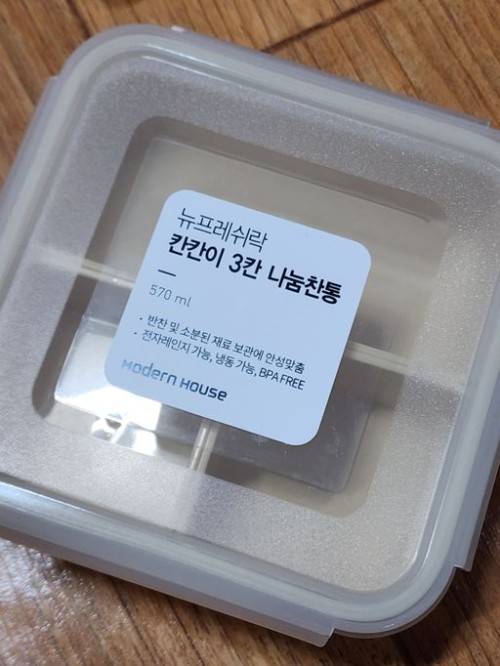 뉴프레쉬락
칸칸이 3칸 나눔찬통
570 ml
· 반찬 및 소분된 재료 보관에 안성맞춤
· 전자레인지 가능, 냉동 가능, BPA FREE
MODERN HOUSE